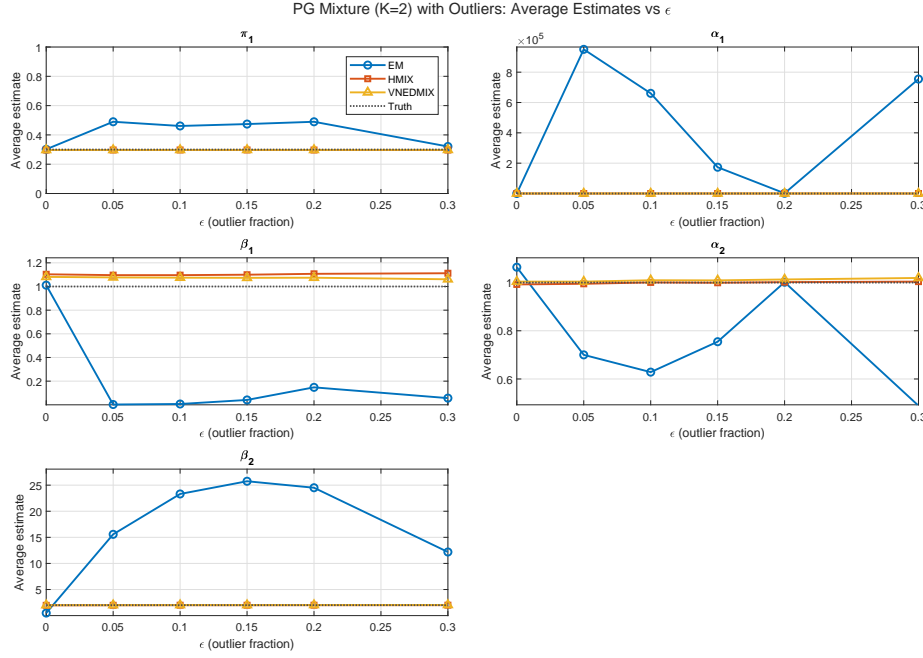 PG Mixture (K=2) with Outliers: Average Estimates vs ϵ
π₁
Average estimate
1
0.8
0.6
0.4
0.2
0
0 0.05 0.1 0.15 0.2 0.25 0.3
ϵ (outlier fraction)
EM
HMIX
VNEDMIX
Truth
α₁
×10⁵
Average estimate
8
6
4
2
0 0.05 0.1 0.15 0.2 0.25 0.3
ϵ (outlier fraction)
β₁
Average estimate
1.2
1.0
0.8
0.6
0.4
0.2
0 0.05 0.1 0.15 0.2 0.25 0.3
ϵ (outlier fraction)
α₂
Average estimate
1
0.8
0.6
0 0.05 0.1 0.15 0.2 0.25 0.3
ϵ (outlier fraction)
β₂
Average estimate
25
20
15
10
5
0 0.05 0.1 0.15 0.2 0.25 0.3
ϵ (outlier fraction)